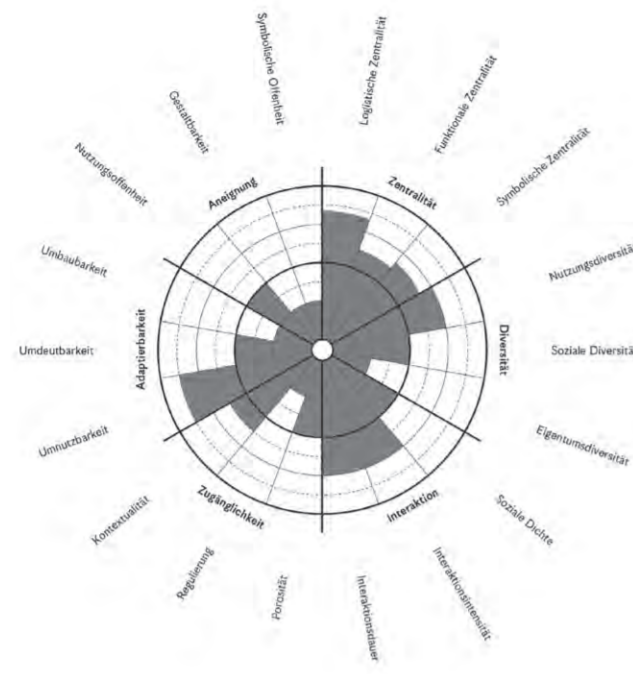 Logistische Zentralität
Funktionale Zentralität
Symbolische Zentralität
Nutzungsdiversitä
Soziale Diversitä
Eigentumsdiversität
Soziale Dichte
Interaktionsintensität
Interaktionsdauer
Porosität
Regulierung
Kontextualität
Umnutzbarkeit
Umdeutbarkeit
Umbaubarkeit
Nutzungsoffenheit
Gestaltbarkeit
Symbolische Offenheit
Zentralität
Diversität
Interaktion
Zugänglichkeit
Adaptierbarkeit
Aneignung